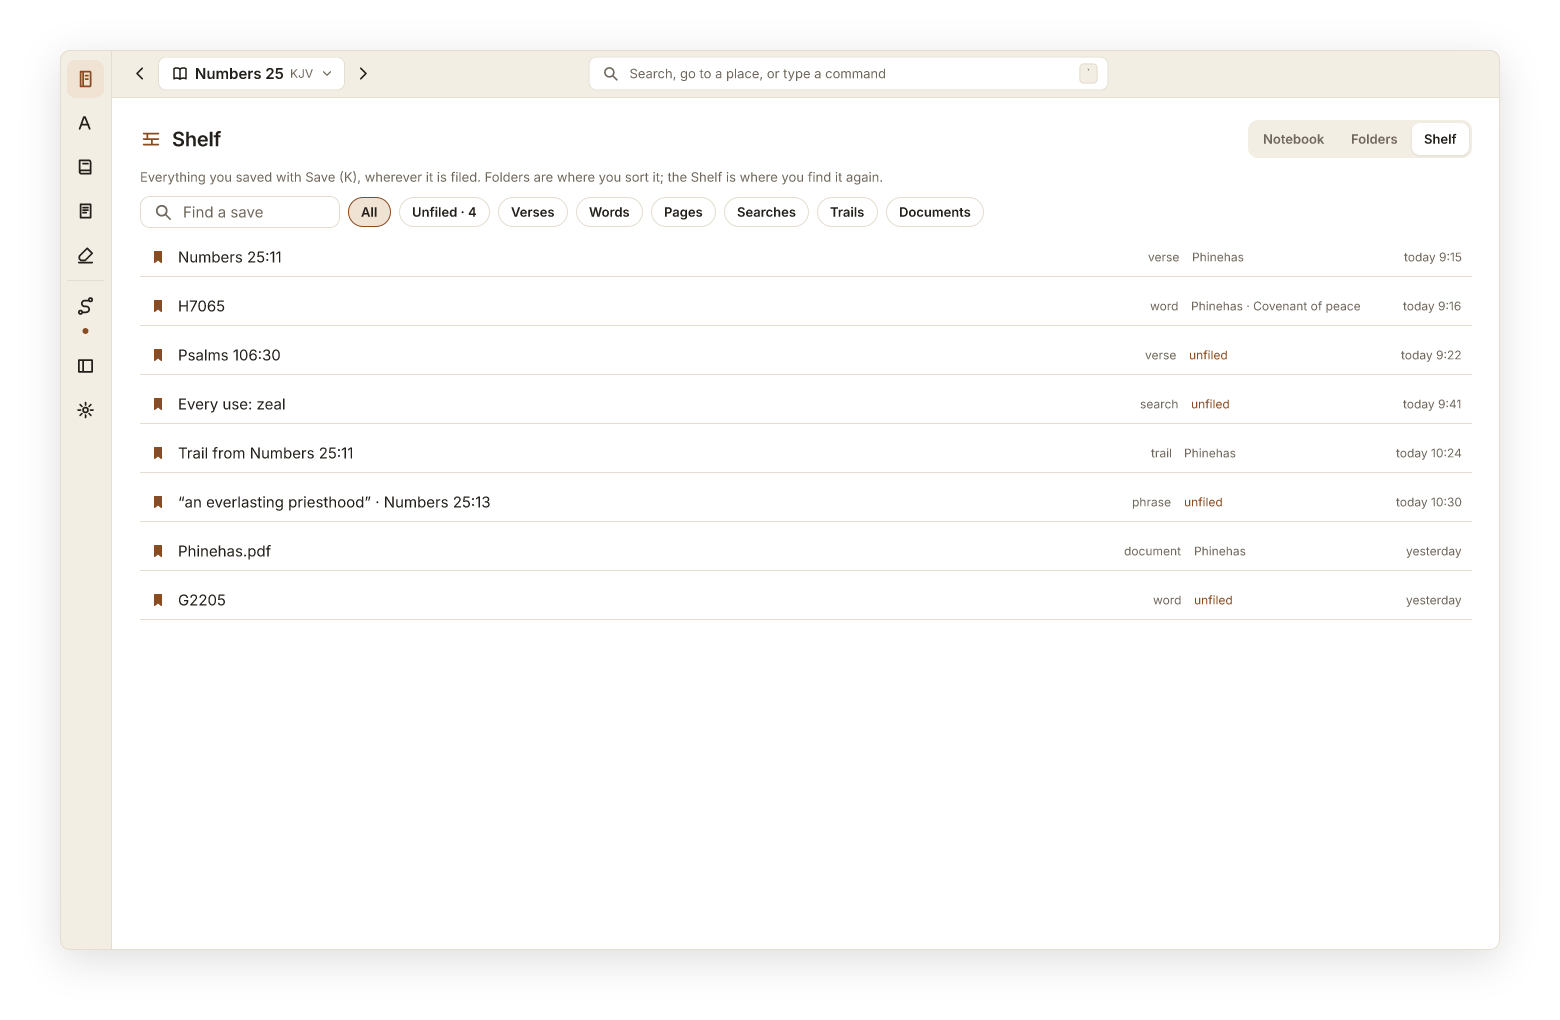 Numbers 25 KJV
Search, go to a place, or type a command
Shelf
Notebook Folders Shelf
Everything you saved with Save (K), wherever it is filed. Folders are where you sort it; the Shelf is where you find it again.
Find a save All Unfiled · 4 Verses Words Pages Searches Trails Documents
Numbers 25:11 verse Phinehas today 9:15
H7065 word Phinehas · Covenant of peace today 9:16
Psalms 106:30 verse unfiled today 9:22
Every use: zeal search unfiled today 9:41
Trail from Numbers 25:11 trail Phinehas today 10:24
“an everlasting priesthood” · Numbers 25:13 phrase unfiled today 10:30
Phinehas.pdf document Phinehas yesterday
G2205 word unfiled yesterday